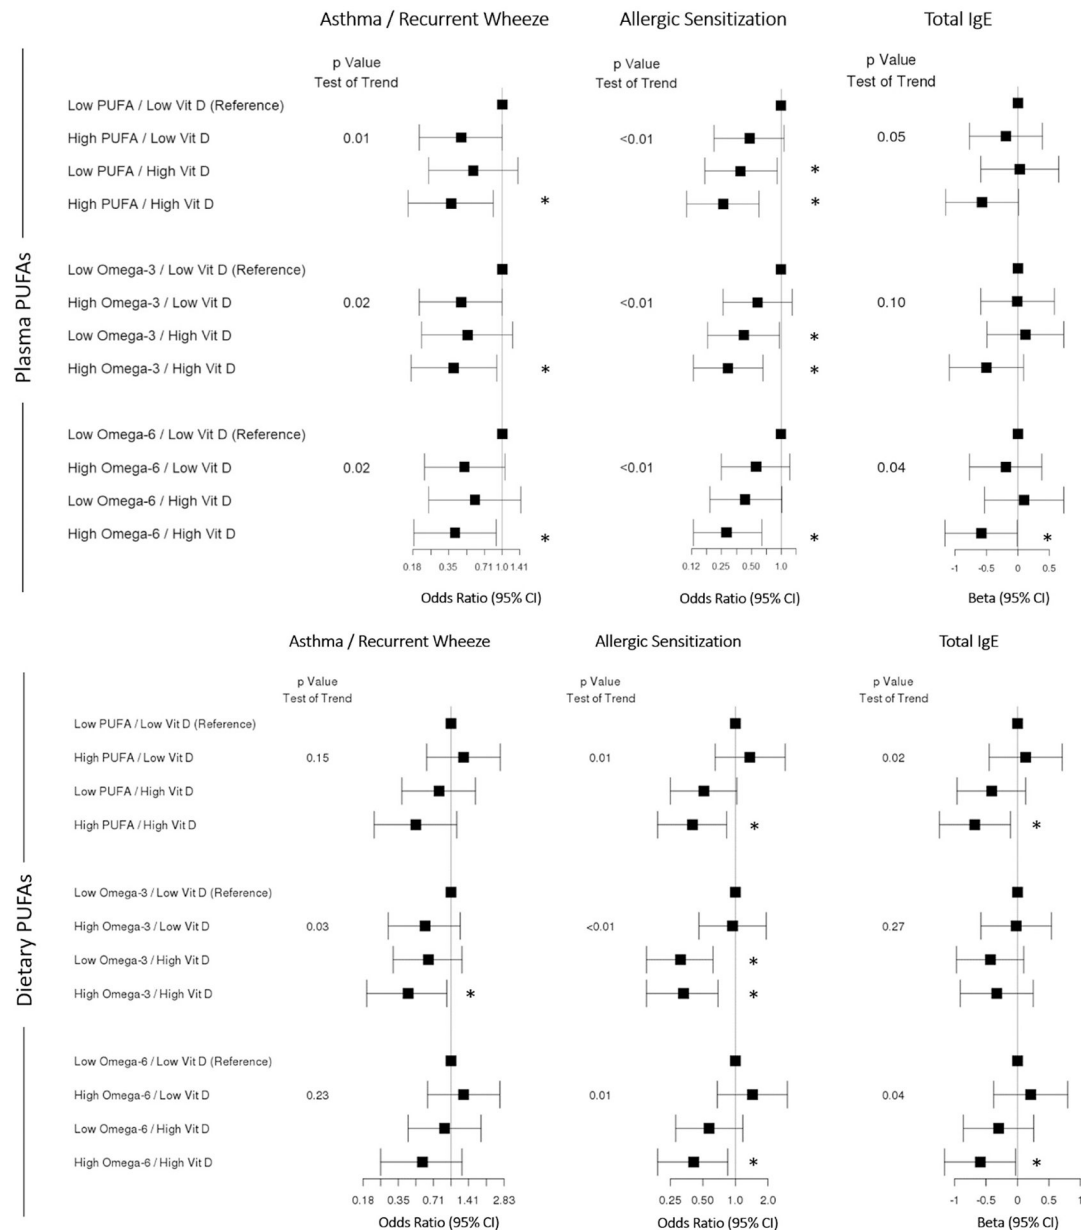 Asthma / Recurrent Wheeze Allergic Sensitization Total IgE
p Value p Value p Value
Test of Trend Test of Trend Test of Trend
Plasma PUFAs
Low PUFA / Low Vit D (Reference)
High PUFA / Low Vit D 0.01 <0.01 0.05
Low PUFA / High Vit D *
High PUFA / High Vit D * *
Low Omega-3 / Low Vit D (Reference)
High Omega-3 / Low Vit D 0.02 <0.01 0.10
Low Omega-3 / High Vit D *
High Omega-3 / High Vit D * *
Low Omega-6 / Low Vit D (Reference)
High Omega-6 / Low Vit D 0.02 <0.01 0.04
Low Omega-6 / High Vit D
High Omega-6 / High Vit D * * *
0.18 0.35 0.71 1.0 1.41 0.12 0.25 0.50 1.0 -1 -0.5 0 0.5
Odds Ratio (95% CI) Odds Ratio (95% CI) Beta (95% CI)
Asthma / Recurrent Wheeze Allergic Sensitization Total IgE
p Value p Value p Value
Test of Trend Test of Trend Test of Trend
Dietary PUFAs
Low PUFA / Low Vit D (Reference)
High PUFA / Low Vit D 0.15 0.01 0.02
Low PUFA / High Vit D
High PUFA / High Vit D * *
Low Omega-3 / Low Vit D (Reference)
High Omega-3 / Low Vit D 0.03 <0.01 0.27
Low Omega-3 / High Vit D *
High Omega-3 / High Vit D * *
Low Omega-6 / Low Vit D (Reference)
High Omega-6 / Low Vit D 0.23 0.01 0.04
Low Omega-6 / High Vit D
High Omega-6 / High Vit D * *
0.18 0.35 0.71 1.41 2.83 0.25 0.50 1.0 2.0 -1 -0.5 0 0.5 1
Odds Ratio (95% CI) Odds Ratio (95% CI) Beta (95% CI)